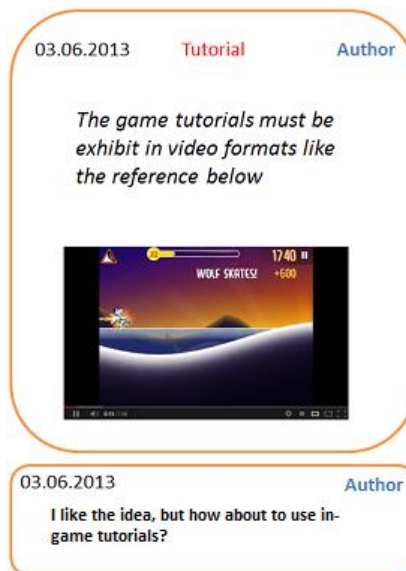 03.06.2013 Tutorial Author
The game tutorials must be
exhibit in video formats like
the reference below
1740
WOLF SKATES! +600
03.06.2013 Author
I like the idea, but how about to use in-
game tutorials?